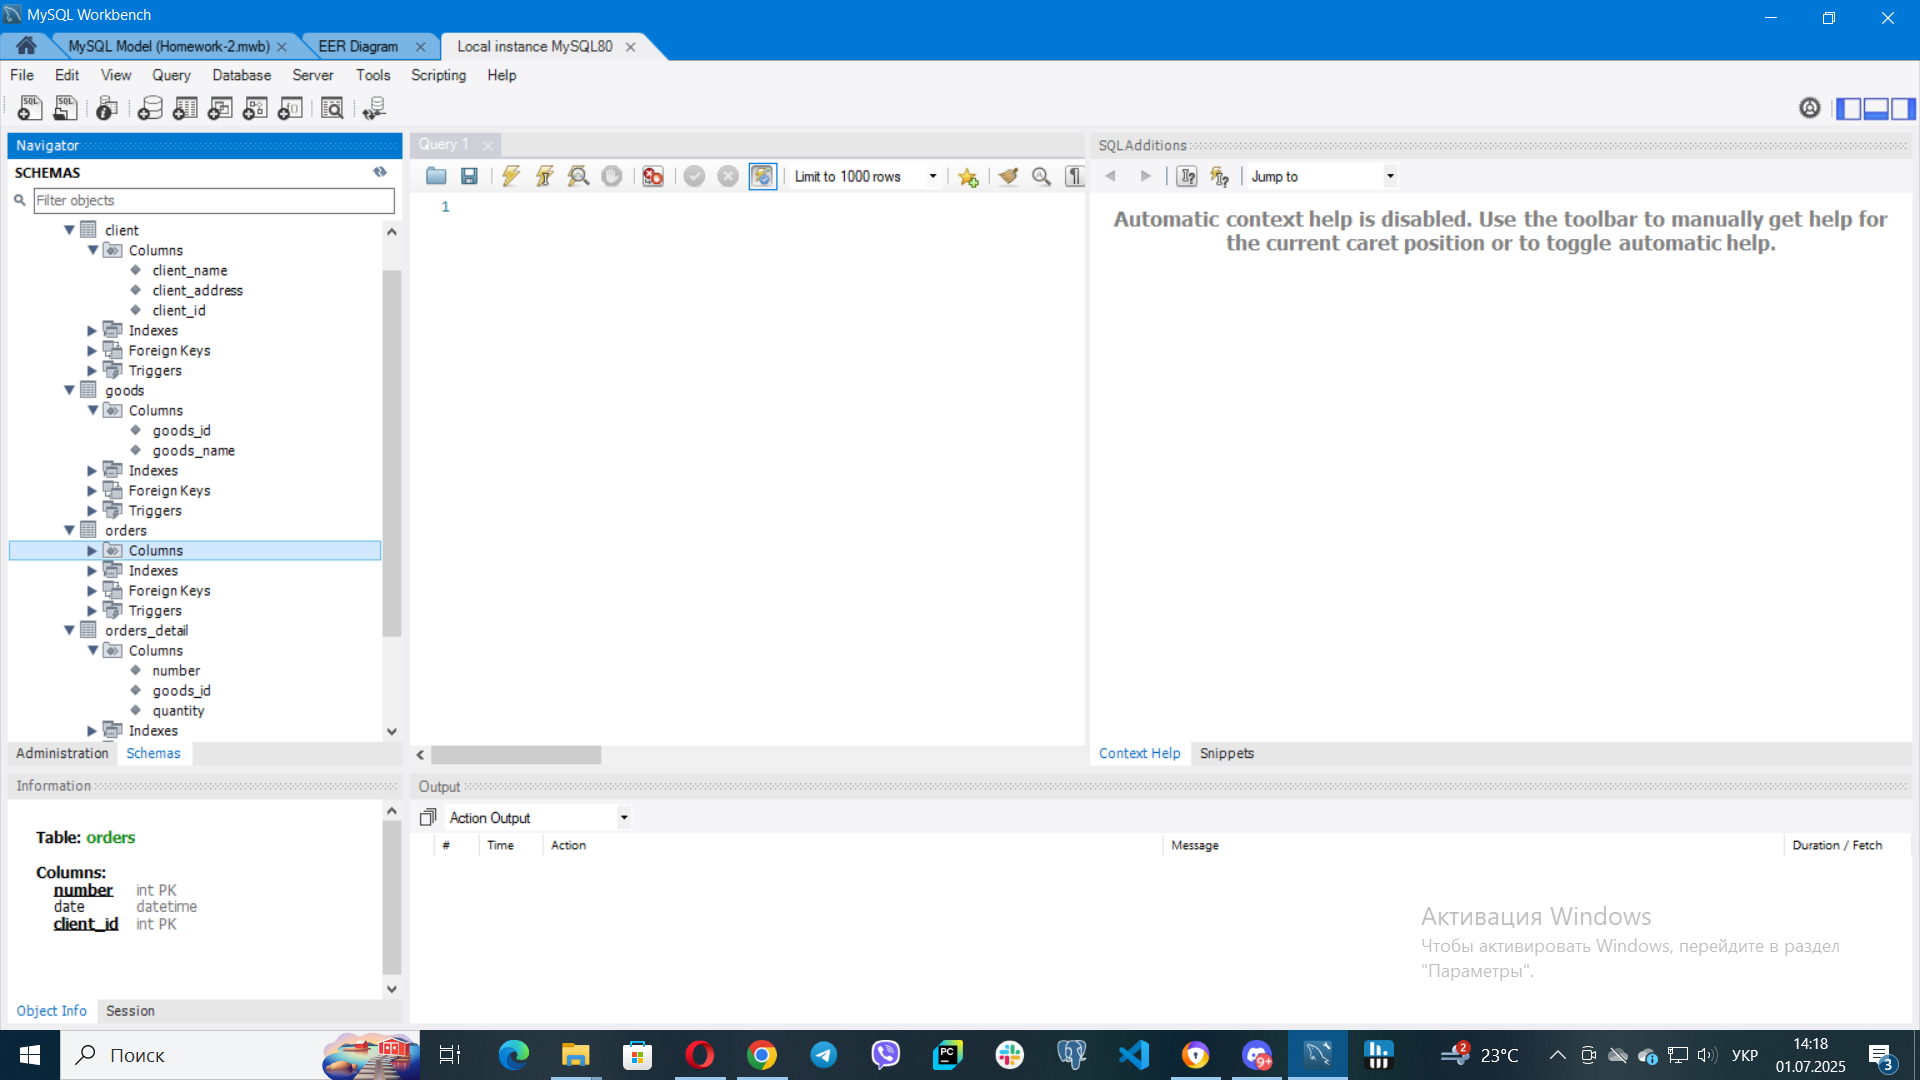 MySQL Workbench
MySQL Model (Homework-2.mwb)
EER Diagram
Local instance MySQL80
File Edit View Query Database Server Tools Scripting Help
Navigator
SCHEMAS
Filter objects
client
Columns
client_name
client_address
client_id
Indexes
Foreign Keys
Triggers
goods
Columns
goods_id
goods_name
Indexes
Foreign Keys
Triggers
orders
Columns
Indexes
Foreign Keys
Triggers
orders_detail
Columns
number
goods_id
quantity
Indexes
Administration Schemas
Information
Table: orders
Columns:
number int PK
date datetime
client_id int PK
Object Info Session
Query 1
Limit to 1000 rows
1
SQLAdditions
Jump to
Automatic context help is disabled. Use the toolbar to manually get help for
the current caret position or to toggle automatic help.
Context Help Snippets
Output
Action Output
# Time Action Message Duration / Fetch
Активация Windows
Чтобы активировать Windows, перейдите в раздел
"Параметры".
Поиск
PC
9+
2
23°C
УКР
14:18
01.07.2025
3